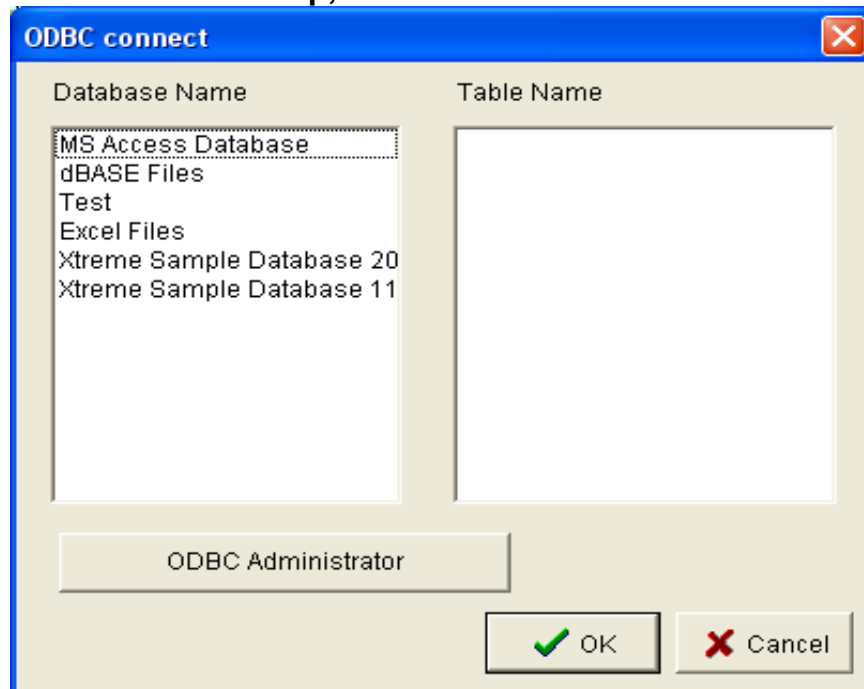 ODBC connect
Database Name
Table Name
MS Access Database
dBASE Files
Test
Excel Files
Xtreme Sample Database 20
Xtreme Sample Database 11
ODBC Administrator
OK
Cancel